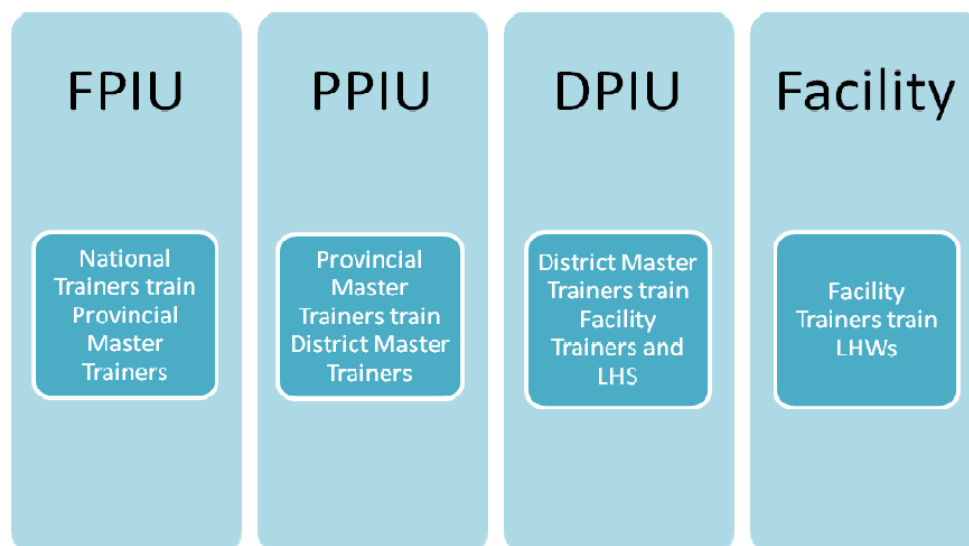 FPIU
National
Trainers train
Provincial
Master
Trainers
PPIU
Provincial
Master
Trainers train
District Master
Trainers
DPIU
District Master
Trainers train
Facility
Trainers and
LHS
Facility
Facility
Trainers train
LHWs